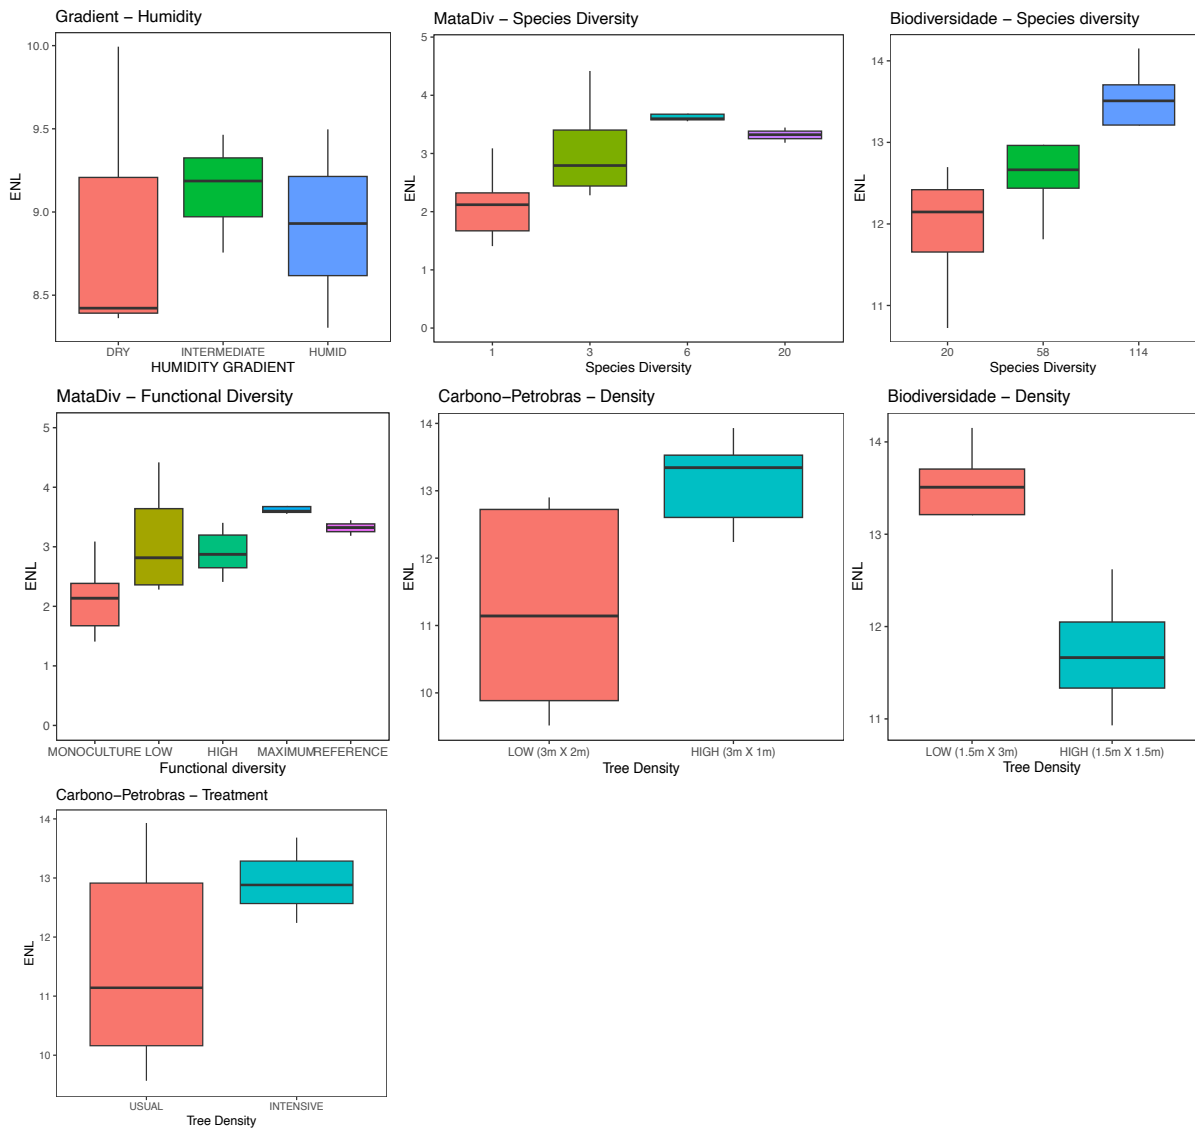 Gradient – Humidity
10.0
9.5
9.0
8.5
ENL
DRY INTERMEDIATE HUMID
HUMIDITY GRADIENT
MataDiv – Species Diversity
5
4
3
2
1
0
ENL
1 3 6 20
Species Diversity
Biodiversidade – Species diversity
14
13
12
11
ENL
20 58 114
Species Diversity
MataDiv – Functional Diversity
5
4
3
2
1
0
ENL
MONOCULTURE LOW HIGH MAXIMUM REFERENCE
Functional diversity
Carbono–Petrobras – Density
14
13
12
11
10
ENL
LOW (3m X 2m) HIGH (3m X 1m)
Tree Density
Biodiversidade – Density
14
13
12
11
ENL
LOW (1.5m X 3m) HIGH (1.5m X 1.5m)
Tree Density
Carbono–Petrobras – Treatment
14
13
12
11
10
ENL
USUAL INTENSIVE
Tree Density